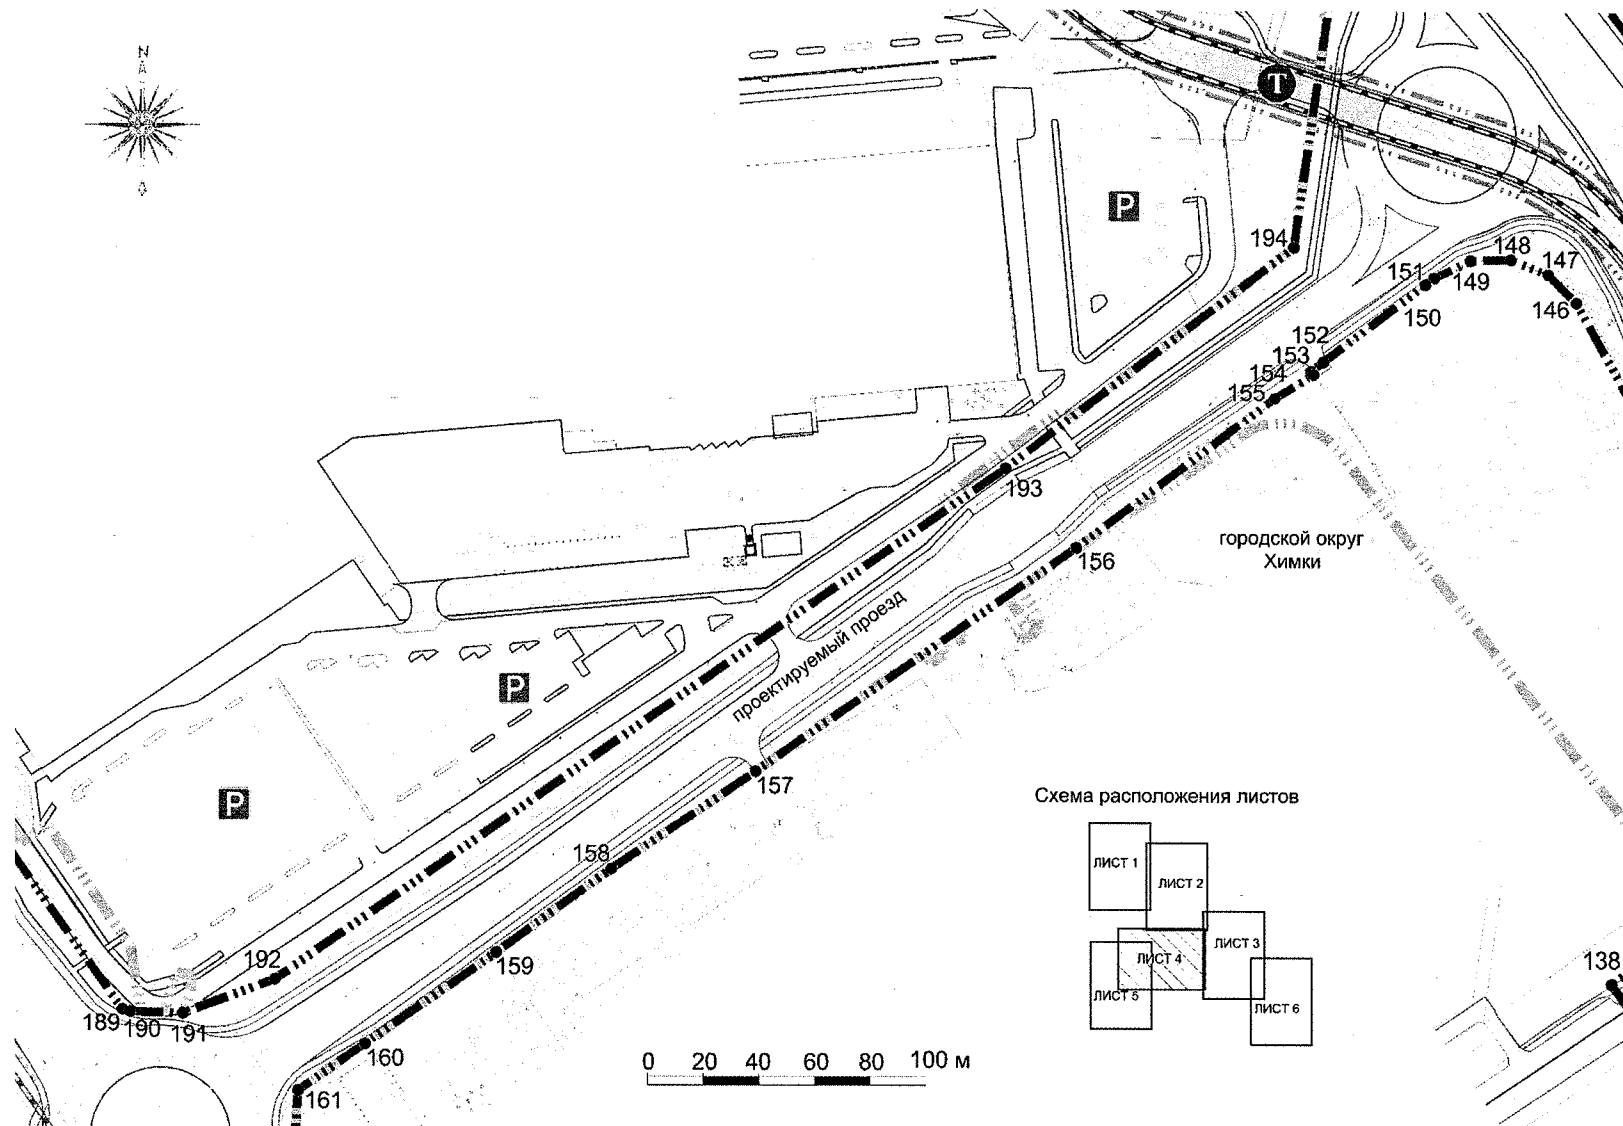 N
T
P
194
148
147
151
149
146
150
152
153
154
155
193
городской округ
Химки
156
проектируемый проезд
P
157
Схема расположения листов
P
158
ЛИСТ 1
ЛИСТ 2
ЛИСТ 3
ЛИСТ 4
ЛИСТ 5
ЛИСТ 6
192
159
138
189
190
191
160
161
0 20 40 60 80 100 м